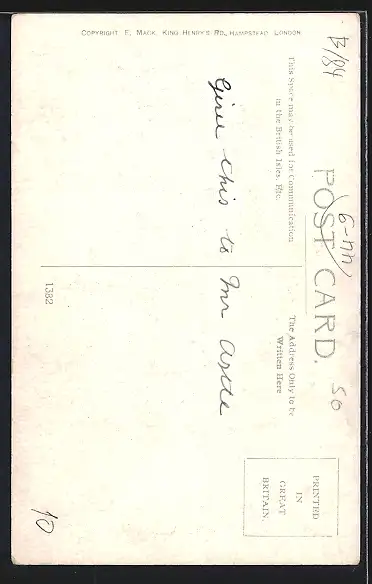 COPYRIGHT E. MACK, KING HENRY'S RD., HAMPSTEAD, LONDON
B/84
POST CARD.
50
This Space may be used for Communication
in the British Isles, Etc.
The Address Only to be
Written Here
PRINTED
IN
GREAT
BRITAIN.
Give this to Mr
1382
10